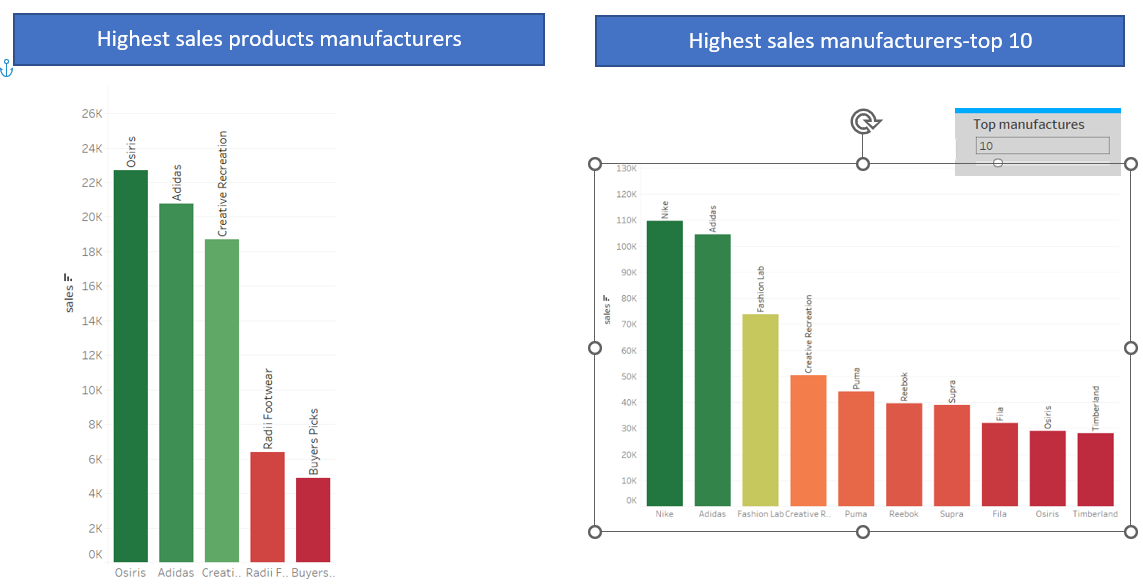 Highest sales products manufacturers
Highest sales manufacturers-top 10
26K
24K
22K
20K
18K
16K
14K
12K
10K
8K
6K
4K
2K
0K
sales
Osiris
Adidas
Creative Recreation
Radii Footwear
Buyers Picks
Osiris Adidas Creati.. Radii F.. Buyers..
Top manufactures
10
130K
120K
110K
100K
90K
80K
70K
60K
50K
40K
30K
20K
10K
0K
sales
Nike
Adidas
Fashion Lab
Creative Recreation
Puma
Reebok
Supra
Fila
Osiris
Timberland
Nike Adidas Fashion Lab Creative R.. Puma Reebok Supra Fila Osiris Timberland